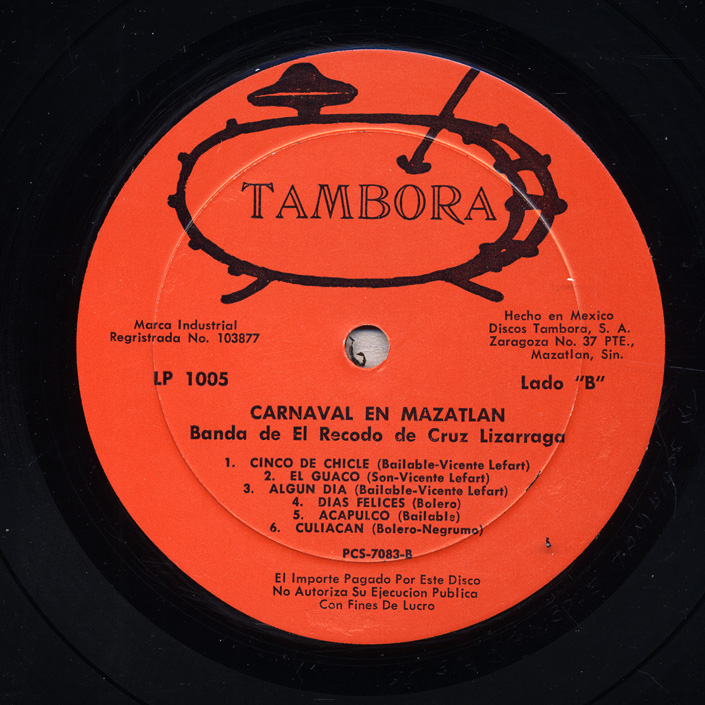 TAMBORA
Marca Industrial
Regristrada No. 103877
Hecho en Mexico
Discos Tambora, S. A.
Zaragoza No. 37 PTE.,
Mazatlan, Sin.
LP 1005
Lado "B"
CARNAVAL EN MAZATLAN
Banda de El Recodo de Cruz Lizarraga
1. CINCO DE CHICLE (Bailable-Vicente Lefart)
2. EL GUACO (Son-Vicente Lefart)
3. ALGUN DIA (Bailable-Vicente Lefart)
4. DIAS FELICES (Bolero)
5. ACAPULCO (Bailable)
6. CULIACAN (Bolero-Negrumo)
PCS-7083-B
El Importe Pagado Por Este Disco
No Autoriza Su Ejecucion Publica
Con Fines De Lucro